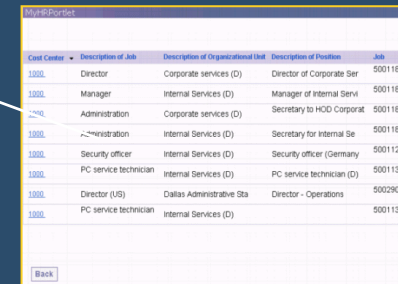 MyHRPortlet
Cost Center Description of Job Description of Organizational Unit Description of Position Job
1000 Director Corporate services (D) Director of Corporate Ser 500118
1000 Manager Internal Services (D) Manager of Internal Servi 500118
1000 Administration Corporate services (D) Secretary to HOD Corporat 500118
1000 Administration Internal Services (D) Secretary for Internal Se 500118
1000 Security officer Internal Services (D) Security officer (Germany 500112
1000 PC service technician Internal Services (D) PC service technician (D) 500113
1000 Director (US) Dallas Administrative Sta Director - Operations 500290
1000 PC service technician Internal Services (D) 500113
Back